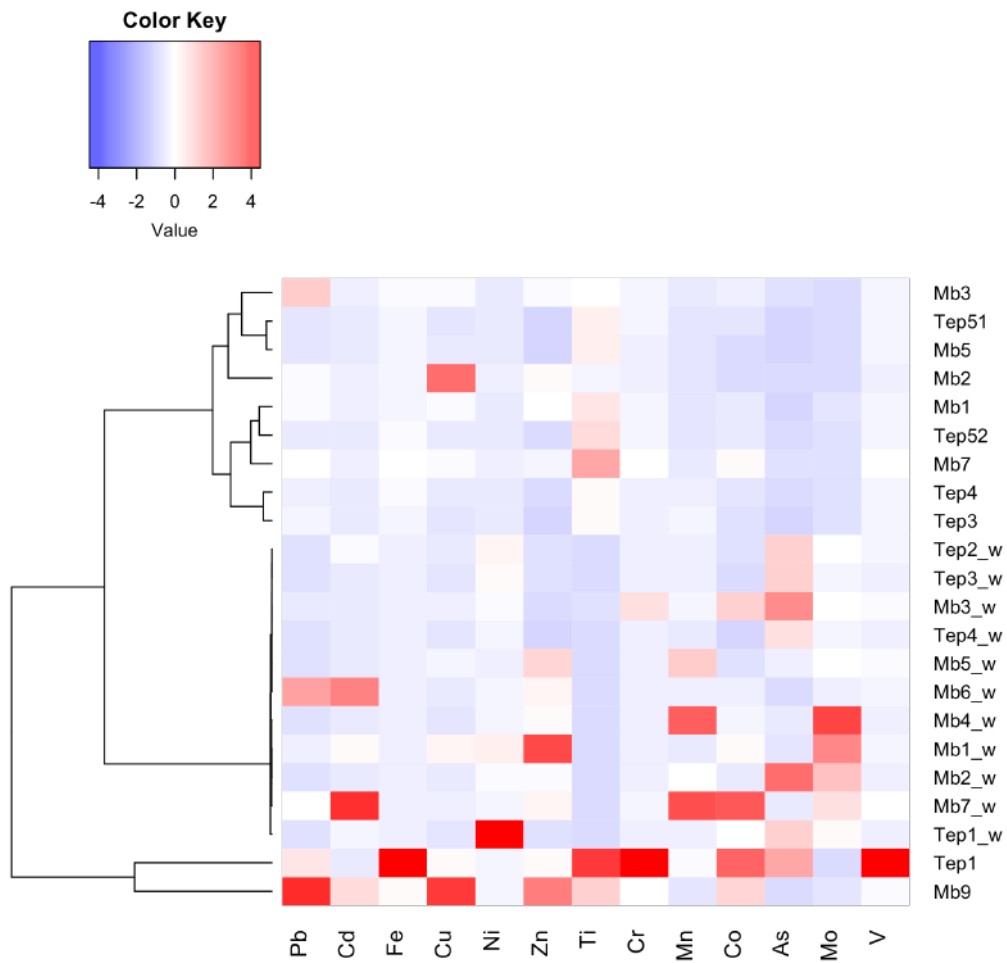 Color Key
-4 -2 0 2 4
Value
Mb3
Tep51
Mb5
Mb2
Mb1
Tep52
Mb7
Tep4
Tep3
Tep2_w
Tep3_w
Mb3_w
Tep4_w
Mb5_w
Mb6_w
Mb4_w
Mb1_w
Mb2_w
Mb7_w
Tep1_w
Tep1
Mb9
Pb Cd Fe Cu Ni Zn Ti Cr Mn Co As Mo V